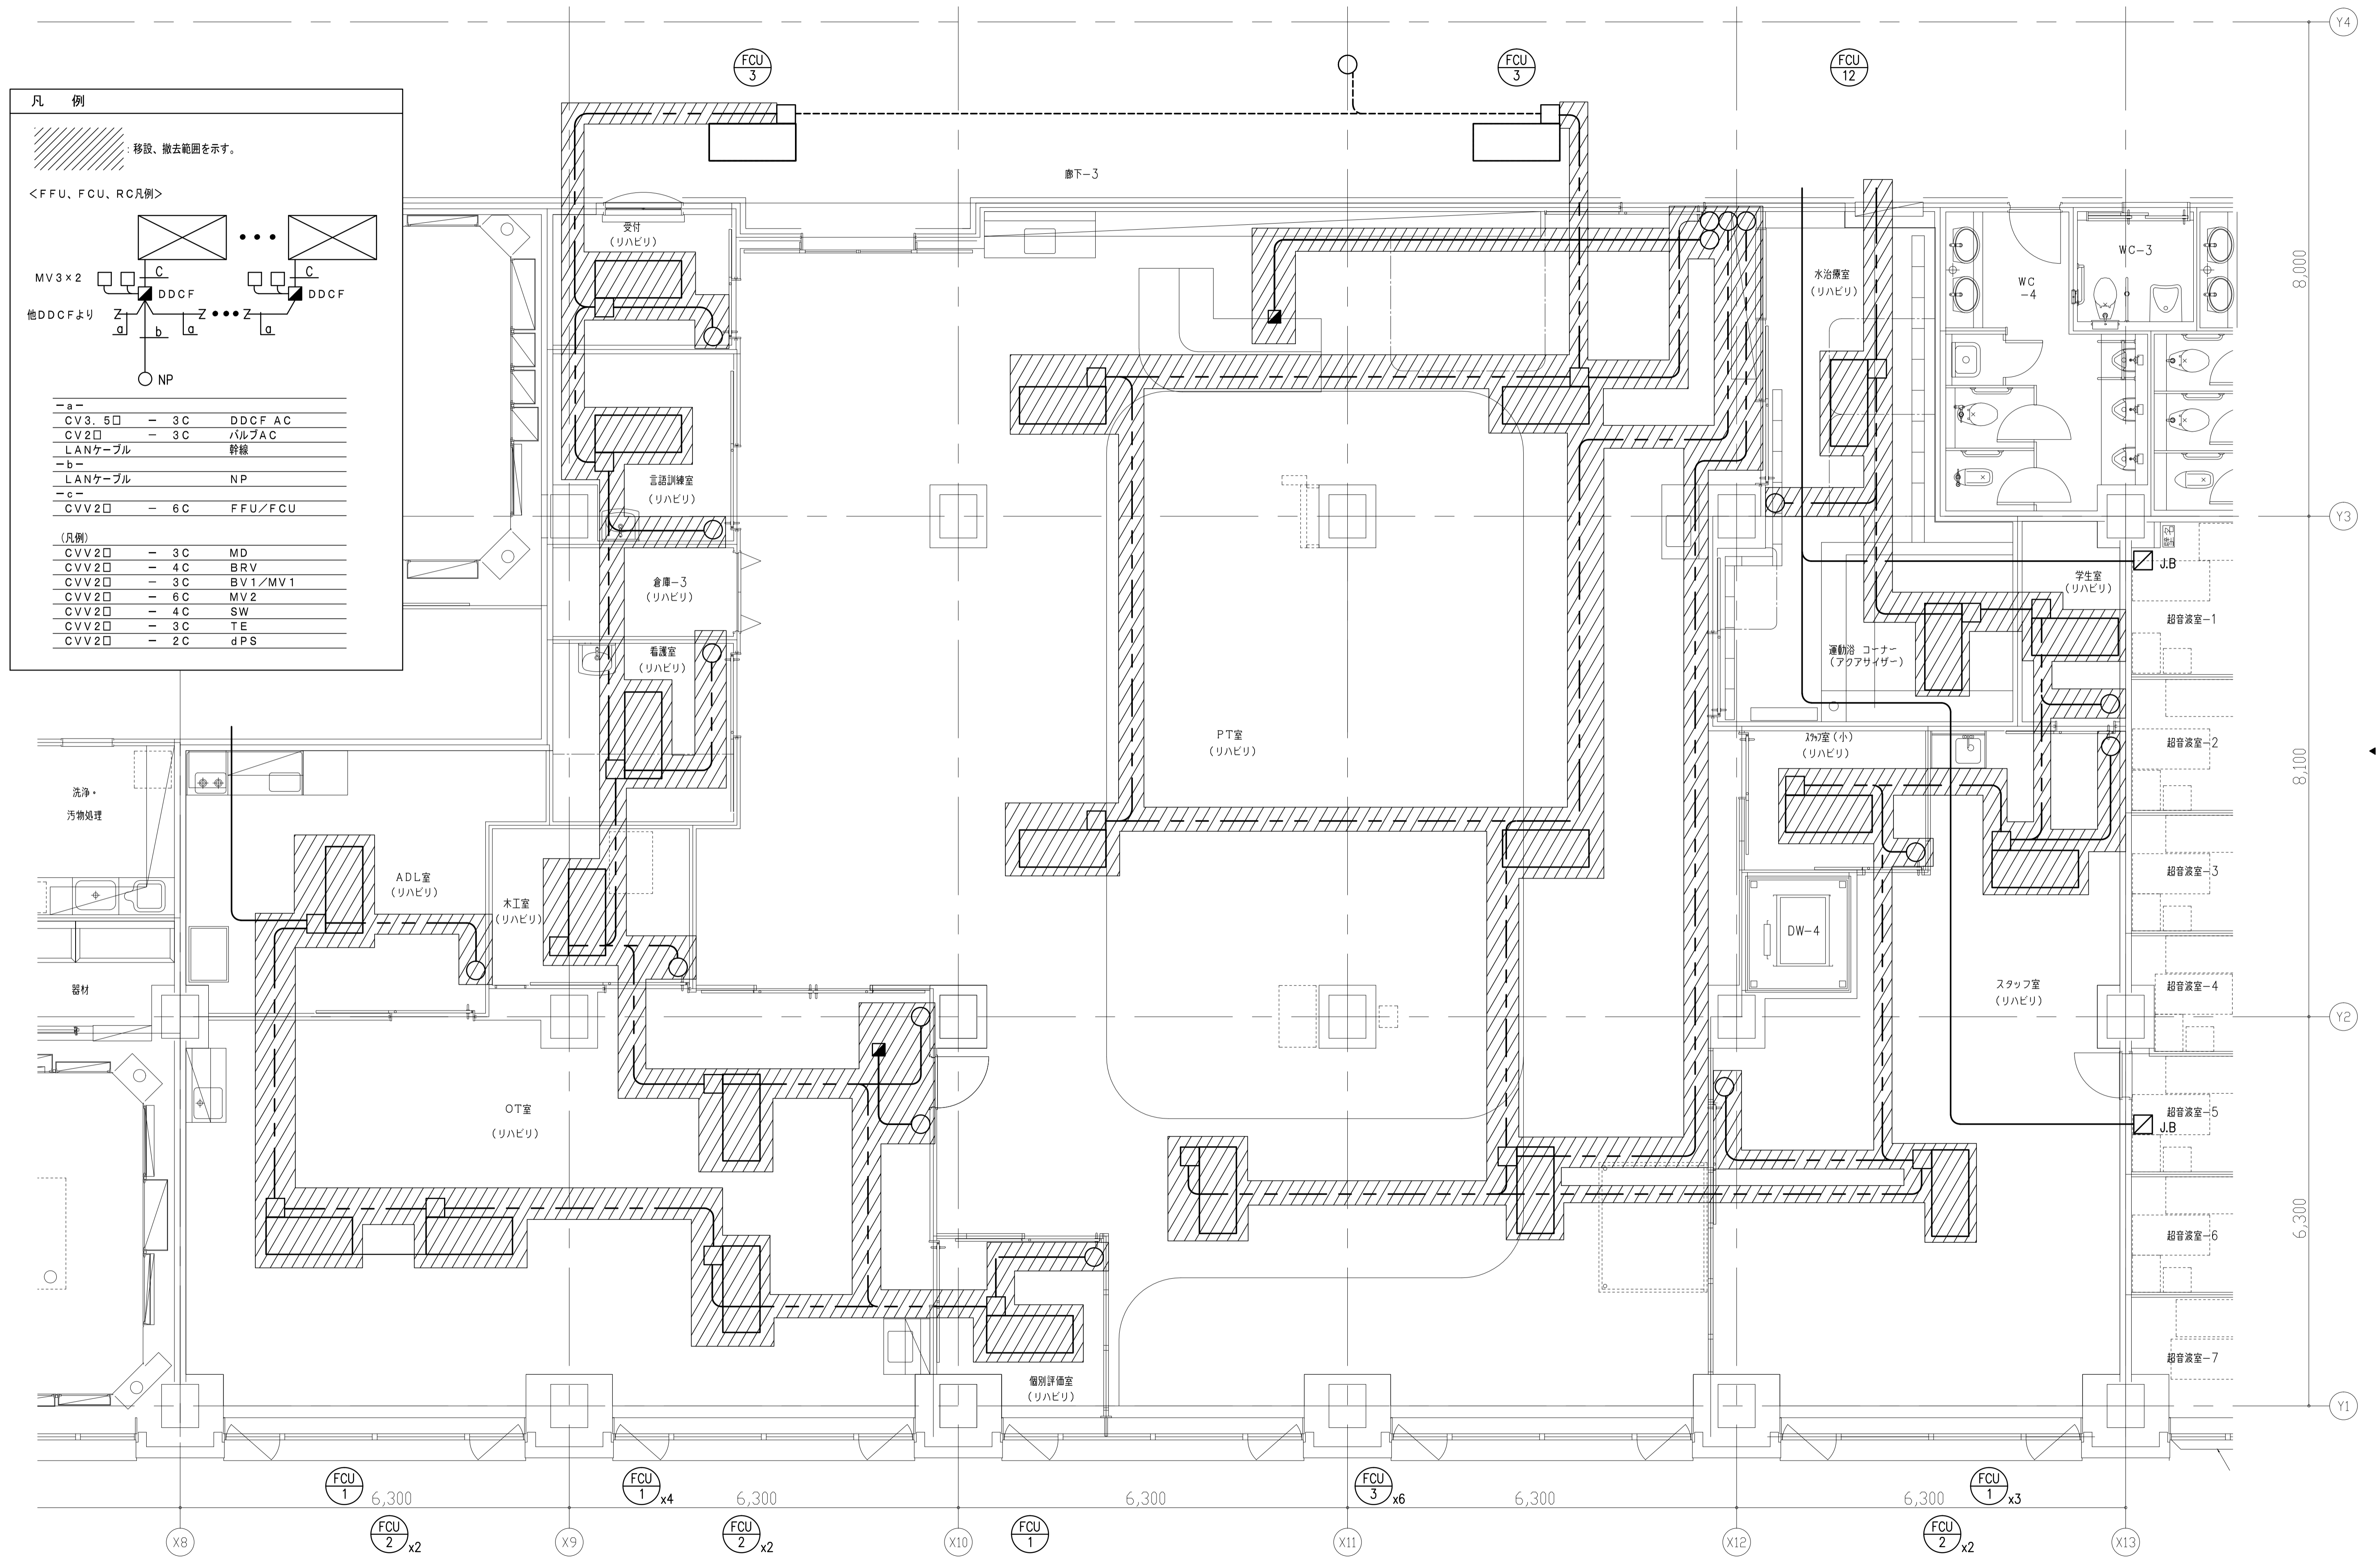 Y4
FCU
3
FCU
3
FCU
12
凡 例
: 移設、撤去範囲を示す。
<FFU、FCU、RC凡例>
C
C
MV3×2
DDCF
DDCF
他DDCFより
Z
Z
Z
a
b
a
a
NP
-a-
CV3.5□ - 3C DDCF AC
CV2□ - 3C バルブAC
LANケーブル 幹線
-b-
LANケーブル NP
-c-
CVV2□ - 6C FFU/FCU
(凡例)
CVV2□ - 3C MD
CVV2□ - 4C BRV
CVV2□ - 3C BV1/MV1
CVV2□ - 6C MV2
CVV2□ - 4C SW
CVV2□ - 3C TE
CVV2□ - 2C dPS
廊下-3
受付
(リハビリ)
水治療室
(リハビリ)
WC-3
WC
-4
8,000
言語訓練室
(リハビリ)
Y3
倉庫-3
(リハビリ)
学生室
(リハビリ)
J.B
超音波室-1
看護室
(リハビリ)
運動浴 コーナー
(アクアサイザー)
PT室
(リハビリ)
スタッフ室(小)
(リハビリ)
超音波室-2
8,100
洗浄・
汚物処理
ADL室
(リハビリ)
木工室
(リハビリ)
超音波室-3
DW-4
器材
スタッフ室
(リハビリ)
超音波室-4
Y2
OT室
(リハビリ)
超音波室-5
J.B
超音波室-6
6,300
超音波室-7
個別評価室
(リハビリ)
Y1
FCU
1
6,300
FCU
1
x4
6,300
6,300
FCU
3
x6
6,300
6,300
FCU
1
x3
X8
FCU
2
x2
X9
FCU
2
x2
X10
FCU
1
X11
X12
FCU
2
x2
X13